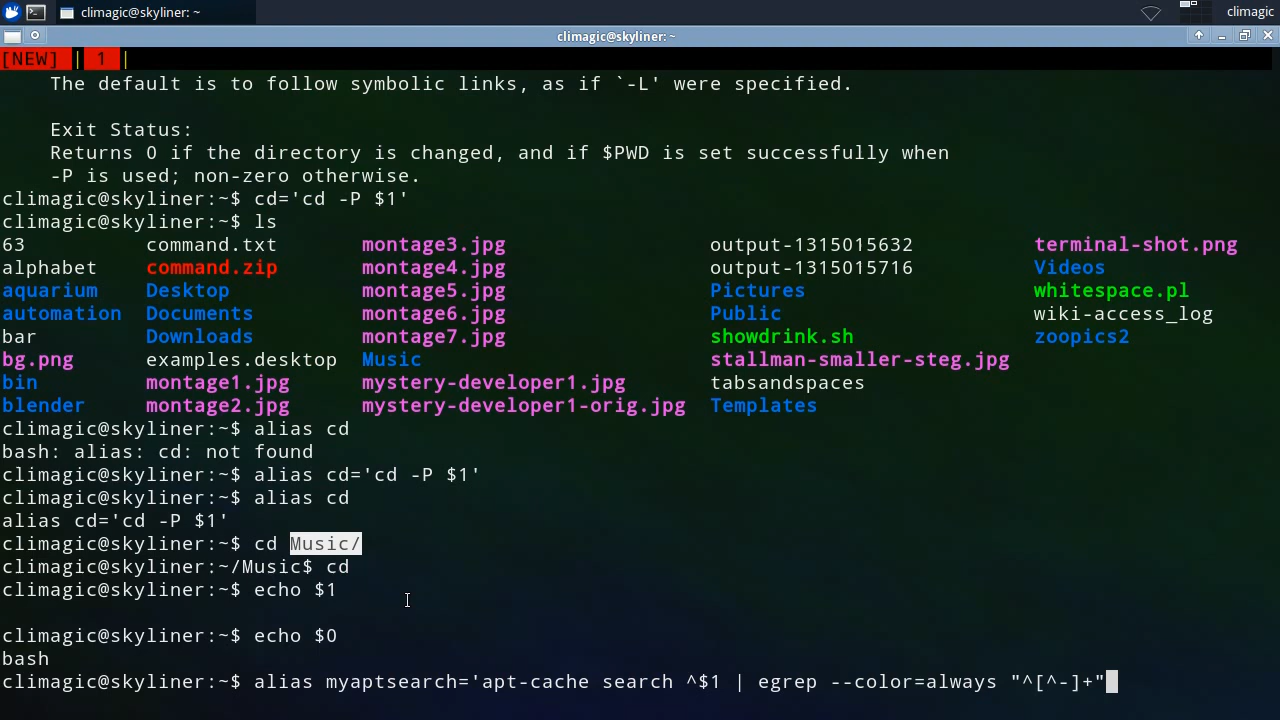 climagic@skyliner: ~ climagic
climagic@skyliner: ~
[NEW] | 1 |
The default is to follow symbolic links, as if `-L' were specified.
Exit Status:
Returns 0 if the directory is changed, and if $PWD is set successfully when
-P is used; non-zero otherwise.
climagic@skyliner:~$ cd='cd -P $1'
climagic@skyliner:~$ ls
63 command.txt montage3.jpg output-1315015632 terminal-shot.png
alphabet command.zip montage4.jpg output-1315015716 Videos
aquarium Desktop montage5.jpg Pictures whitespace.pl
automation Documents montage6.jpg Public wiki-access_log
bar Downloads montage7.jpg showdrink.sh zoopics2
bg.png examples.desktop Music stallman-smaller-steg.jpg
bin montage1.jpg mystery-developer1.jpg tabsandspaces
blender montage2.jpg mystery-developer1-orig.jpg Templates
climagic@skyliner:~$ alias cd
bash: alias: cd: not found
climagic@skyliner:~$ alias cd='cd -P $1'
climagic@skyliner:~$ alias cd
alias cd='cd -P $1'
climagic@skyliner:~$ cd Music/
climagic@skyliner:~/Music$ cd
climagic@skyliner:~$ echo $1
climagic@skyliner:~$ echo $0
bash
climagic@skyliner:~$ alias myaptsearch='apt-cache search ^$1 | egrep --color=always "^[^-]+"